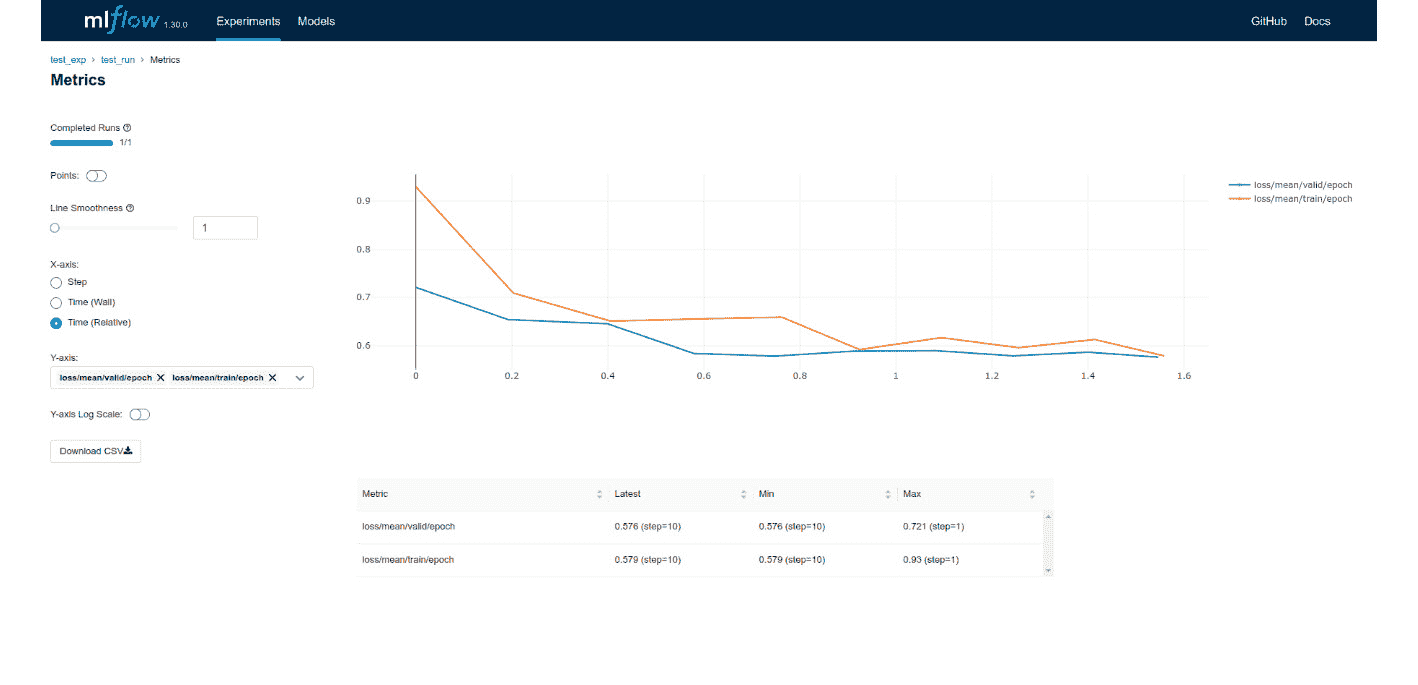 mlflow 1.30.0 Experiments Models GitHub Docs
test_exp › test_run › Metrics
Metrics
Completed Runs
1/1
Points:
Line Smoothness
1
X-axis:
Step
Time (Wall)
Time (Relative)
Y-axis:
loss/mean/valid/epoch loss/mean/train/epoch
Y-axis Log Scale:
Download CSV
0.9
0.8
0.7
0.6
0 0.2 0.4 0.6 0.8 1 1.2 1.4 1.6
loss/mean/valid/epoch
loss/mean/train/epoch
Metric Latest Min Max
loss/mean/valid/epoch 0.576 (step=10) 0.576 (step=10) 0.721 (step=1)
loss/mean/train/epoch 0.579 (step=10) 0.579 (step=10) 0.93 (step=1)